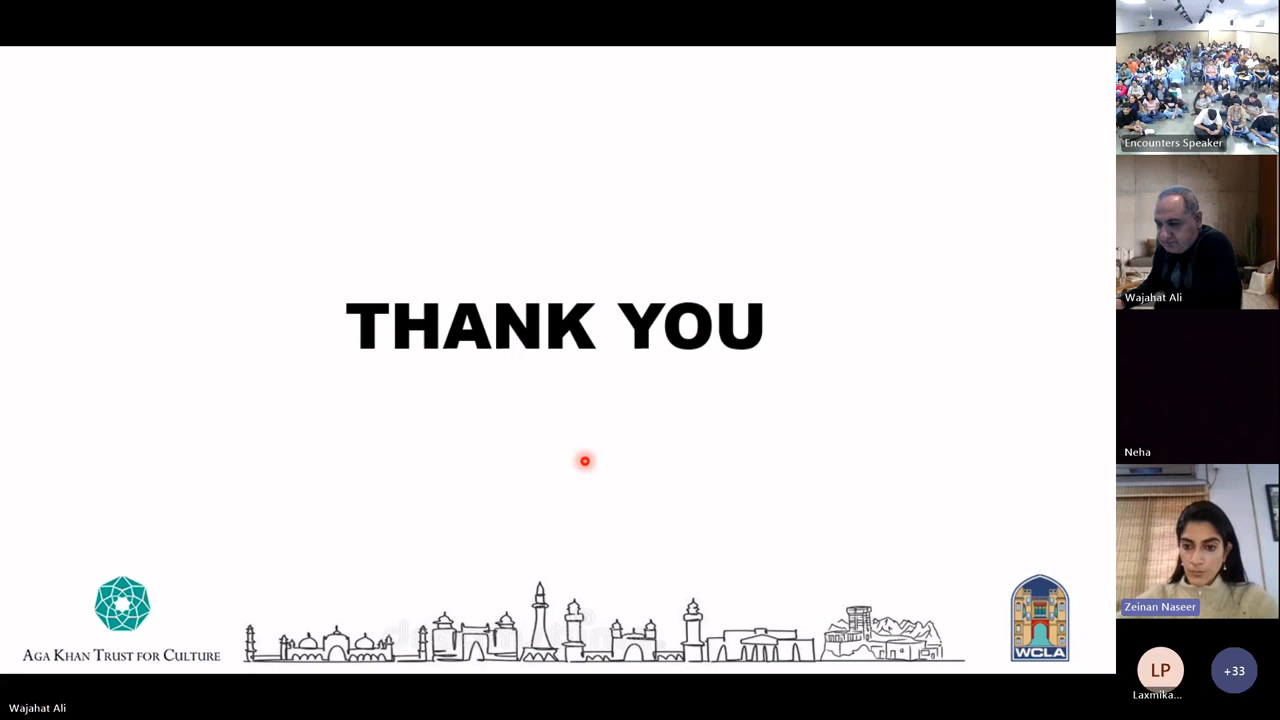 Encounters Speaker
Wajahat Ali
THANK YOU
Neha
Zeinan Naseer
AGA KHAN TRUST FOR CULTURE
WCLA
LP
+33
Laxmika...
Wajahat Ali